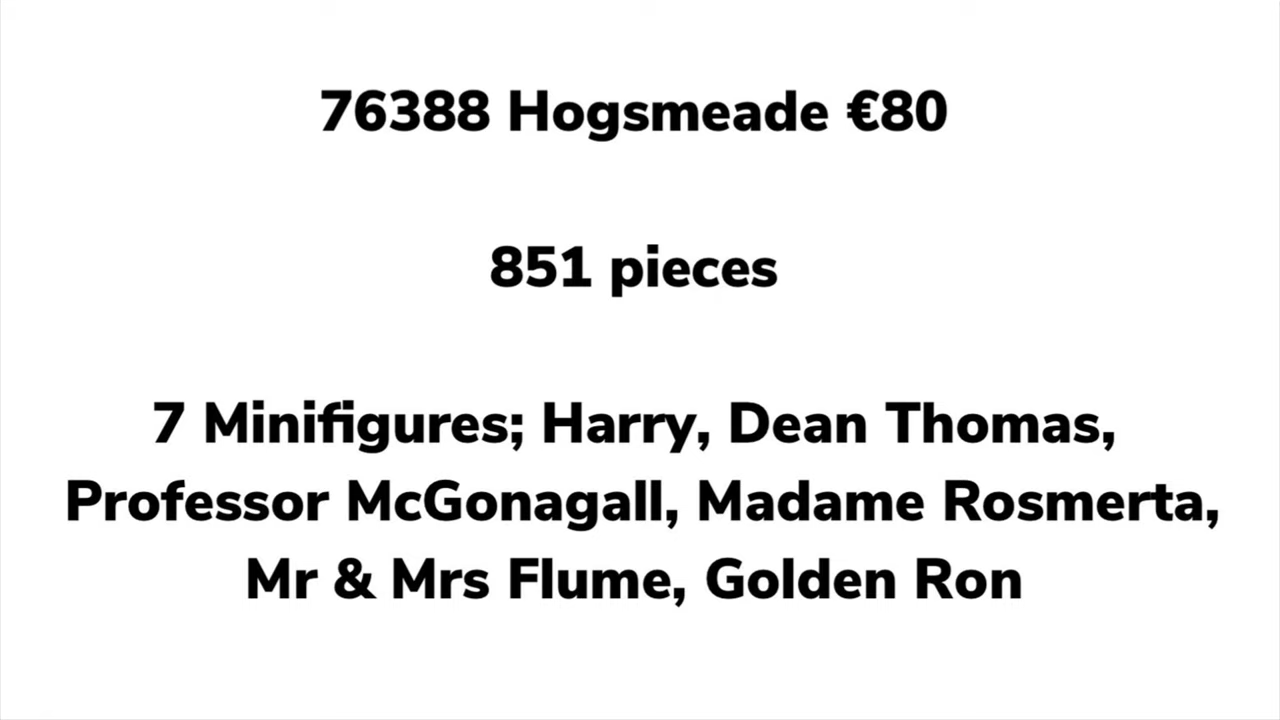 76388 Hogsmeade €80
851 pieces
7 Minifigures; Harry, Dean Thomas,
Professor McGonagall, Madame Rosmerta,
Mr & Mrs Flume, Golden Ron